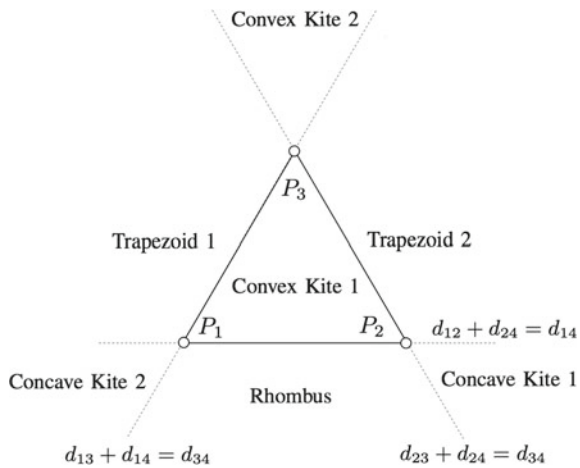 Convex Kite 2
P₃
Trapezoid 1
Trapezoid 2
Convex Kite 1
P₁
P₂
d₁₂ + d₂₄ = d₁₄
Concave Kite 2
Concave Kite 1
Rhombus
d₁₃ + d₁₄ = d₃₄
d₂₃ + d₂₄ = d₃₄